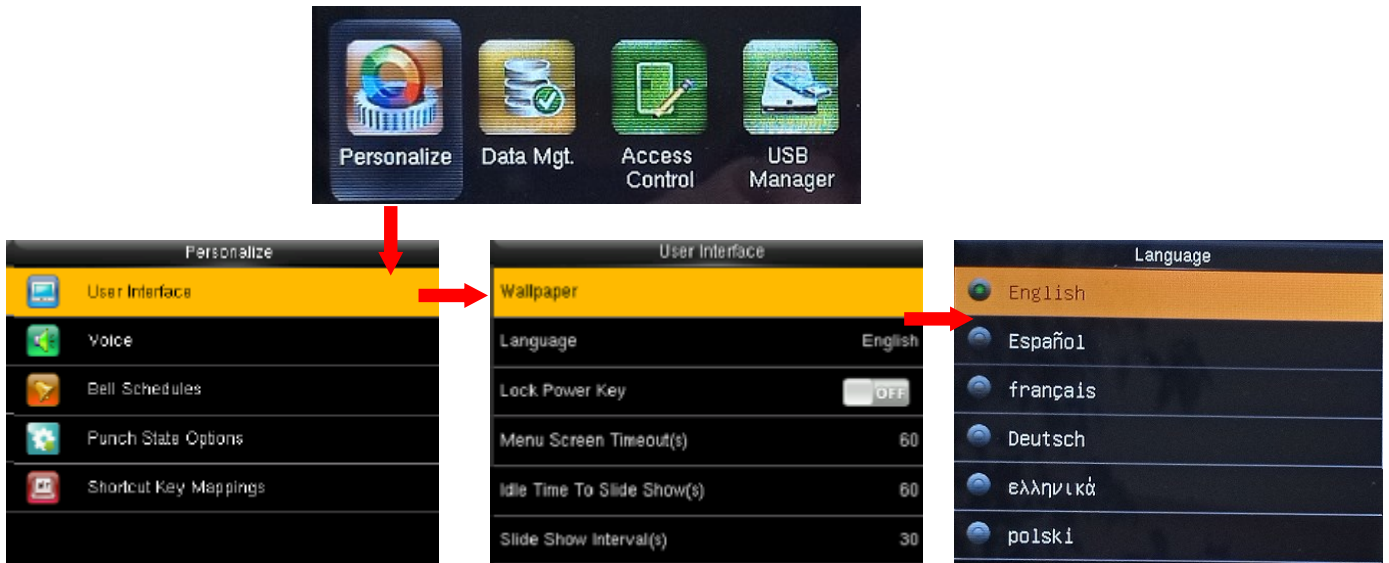 Personalize
Data Mgt.
Access
Control
USB
Manager
Personalize
User Interface
Voice
Bell Schedules
Punch State Options
Shortcut Key Mappings
User Interface
Wallpaper
Language English
Lock Power Key OFF
Menu Screen Timeout(s) 60
Idle Time To Slide Show(s) 60
Slide Show Interval(s) 30
Language
English
Español
français
Deutsch
ελληνικά
polski